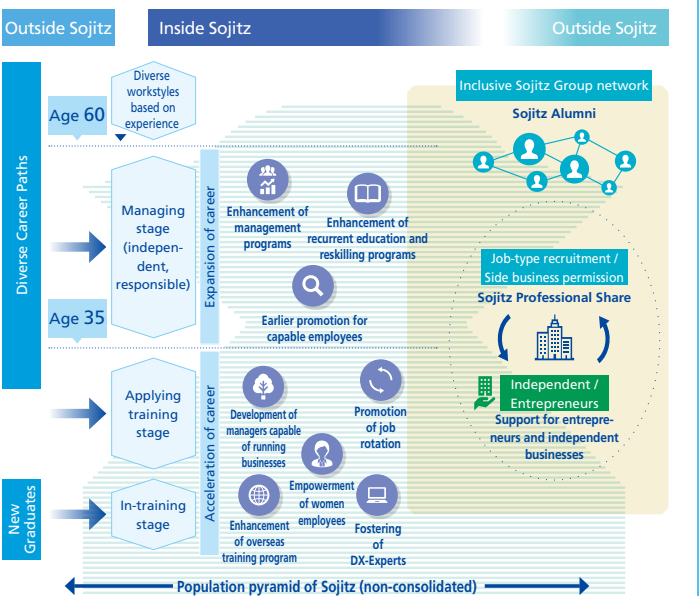 Outside Sojitz
Inside Sojitz
Outside Sojitz
Diverse Career Paths
New
Graduates
Age 60
Age 35
Diverse
workstyles
based on
experience
Managing
stage
(indepen-
dent,
responsible)
Applying
training
stage
In-training
stage
Expansion of career
Enhancement of
management
programs
Enhancement of
recurrent education and
reskilling programs
Earlier promotion for
capable employees
Acceleration of career
Development of
managers capable
of running
businesses
Promotion
of job
rotation
Empowerment
of women
employees
Enhancement
of overseas
training program
Fostering
of
DX-Experts
Inclusive Sojitz Group network
Sojitz Alumni
Job-type recruitment /
Side business permission
Sojitz Professional Share
Independent /
Entrepreneurs
Support for entrepre-
neurs and independent
businesses
Population pyramid of Sojitz (non-consolidated)